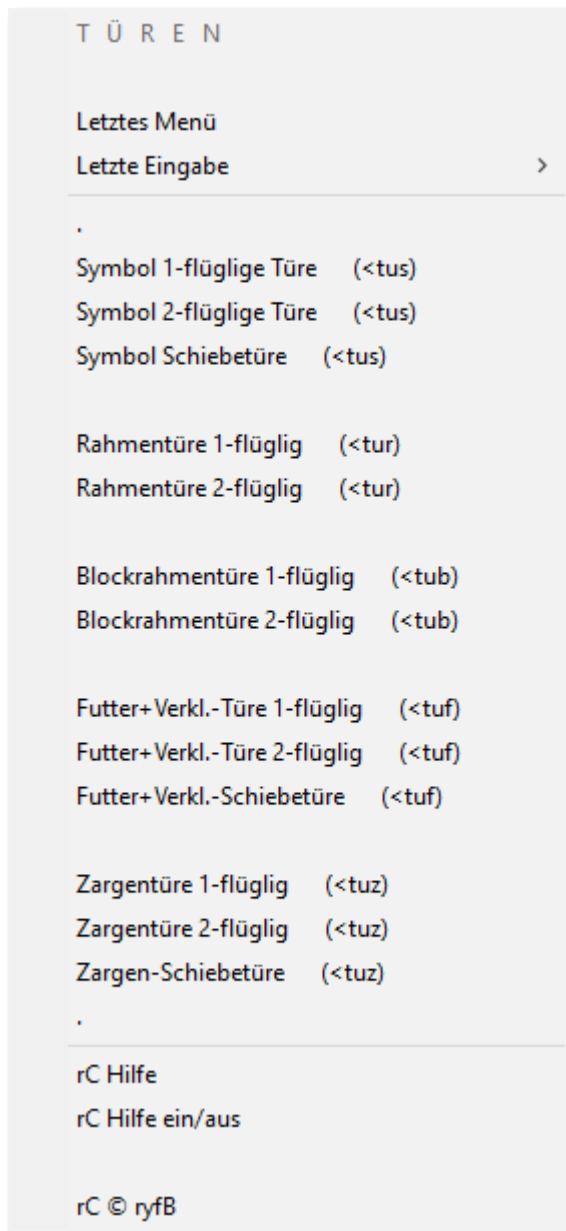 T Ü R E N
Letztes Menü
Letzte Eingabe >
.
Symbol 1-flüglige Türe (<tus)
Symbol 2-flüglige Türe (<tus)
Symbol Schiebetüre (<tus)
Rahmentüre 1-flüglig (<tur)
Rahmentüre 2-flüglig (<tur)
Blockrahmentüre 1-flüglig (<tub)
Blockrahmentüre 2-flüglig (<tub)
Futter+Verkl.-Türe 1-flüglig (<tuf)
Futter+Verkl.-Türe 2-flüglig (<tuf)
Futter+Verkl.-Schiebetüre (<tuf)
Zargentüre 1-flüglig (<tuz)
Zargentüre 2-flüglig (<tuz)
Zargen-Schiebetüre (<tuz)
.
rC Hilfe
rC Hilfe ein/aus
rC © ryfB